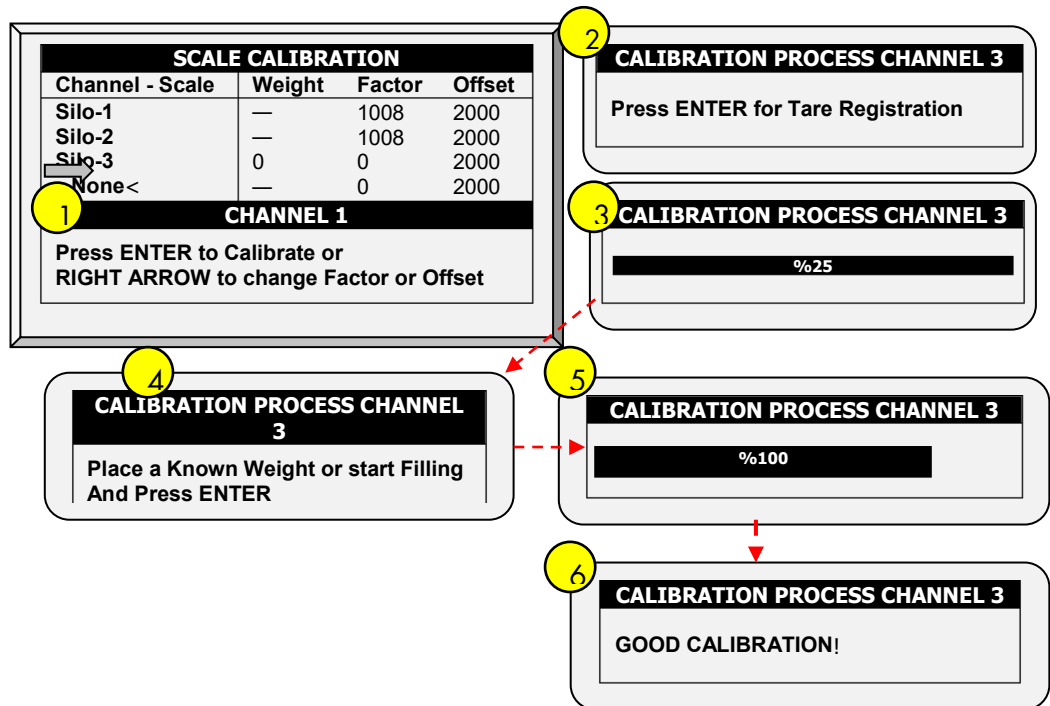 SCALE CALIBRATION
Channel - Scale Weight Factor Offset
Silo-1 — 1008 2000
Silo-2 — 1008 2000
Silo-3 0 0 2000
None< — 0 2000
1
CHANNEL 1
Press ENTER to Calibrate or
RIGHT ARROW to change Factor or Offset
2
CALIBRATION PROCESS CHANNEL 3
Press ENTER for Tare Registration
3
CALIBRATION PROCESS CHANNEL 3
%25
4
CALIBRATION PROCESS CHANNEL
3
Place a Known Weight or start Filling
And Press ENTER
5
CALIBRATION PROCESS CHANNEL 3
%100
6
CALIBRATION PROCESS CHANNEL 3
GOOD CALIBRATION!